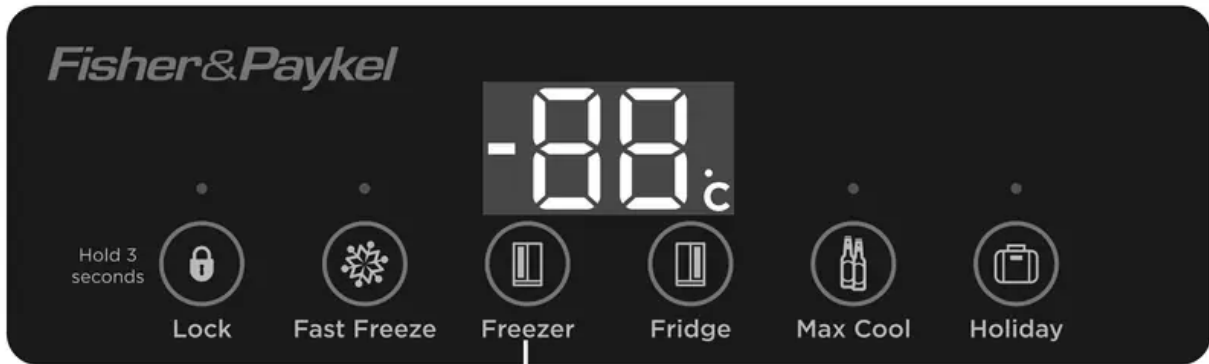 Fisher&Paykel
-88°C
Hold 3
seconds
Lock
Fast Freeze
Freezer
Fridge
Max Cool
Holiday